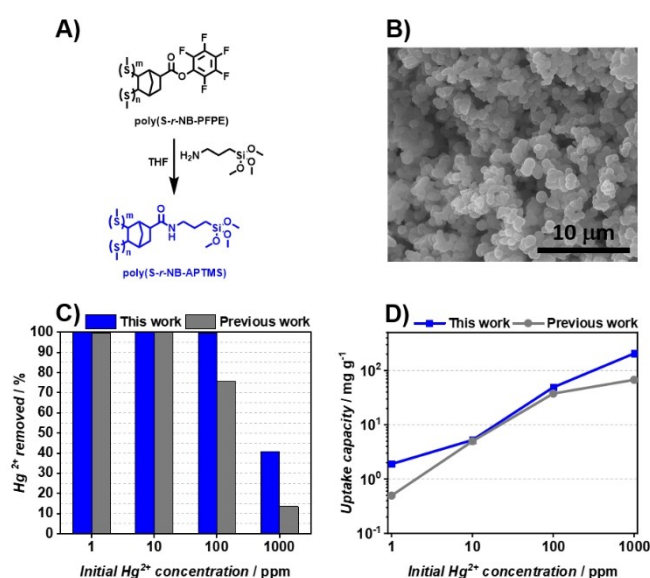 A)
B)
(S)
m
(S)
n
O
O
F
F
F
F
F
poly(S-r-NB-PFPE)
THF
H₂N
Si
O
O
O
(S)
m
(S)
n
O
N
H
Si
O
O
O
poly(S-r-NB-APTMS)
10 µm
C)
This work
Previous work
100
90
80
70
60
50
40
30
20
10
0
Hg²⁺ removed / %
1
10
100
1000
Initial Hg²⁺ concentration / ppm
D)
This work
Previous work
10²
10¹
10⁰
10⁻¹
Uptake capacity / mg g⁻¹
1
10
100
1000
Initial Hg²⁺ concentration / ppm